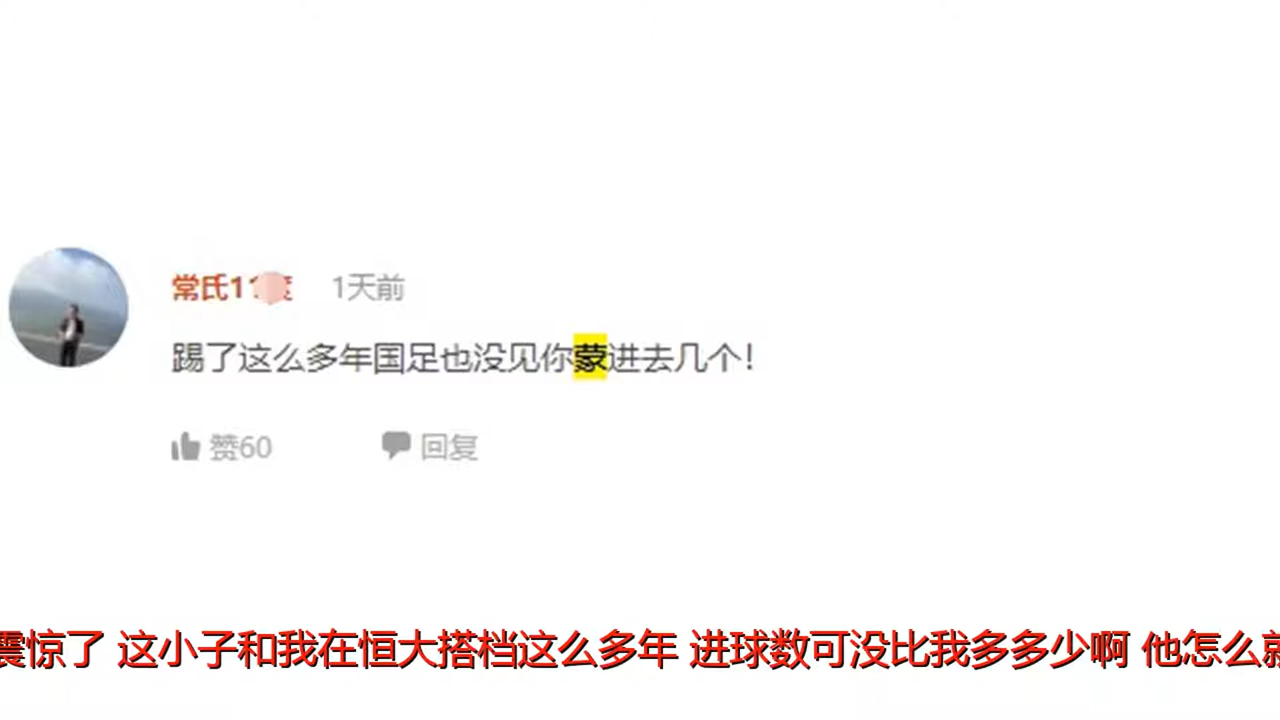 常氏11
1天前
踢了这么多年国足也没见你蒙进去几个！
赞60
回复
震惊了 这小子和我在恒大搭档这么多年 进球数可没比我多多少啊 他怎么就